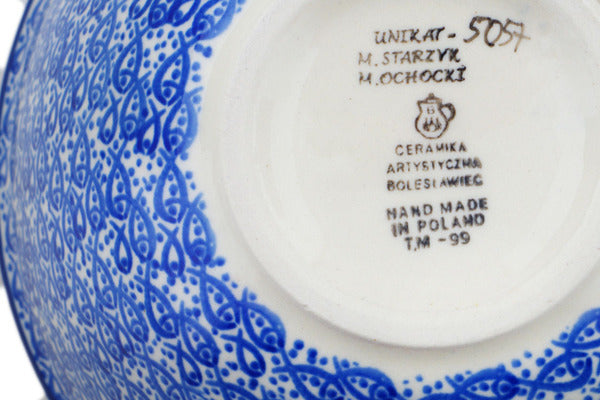 UNIKAT - 5057
M. STARZYK
M. OCHOCKI
B
CERAMIKA
ARTYSTYCZNA
BOLESŁAWIEC
HAND MADE
IN POLAND
T.M - 99